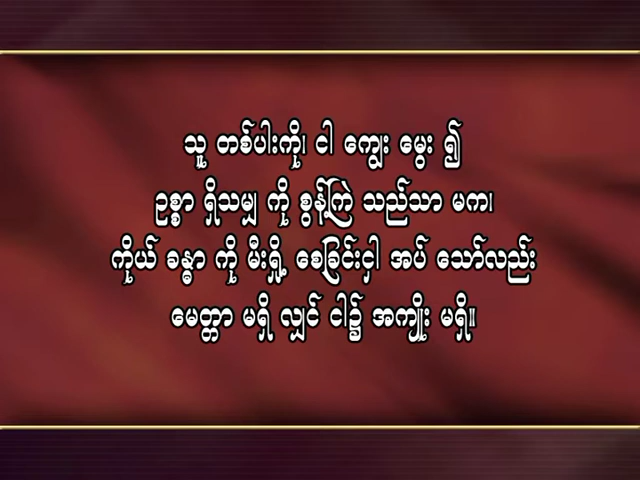 သူ တစ်ပါးကို၊ ငါ ကျွေး မွေး ၍
ဥစ္စာ ရှိသမျှ ကို စွန့်ကြဲ သည်သာ မက၊
ကိုယ် ခန္ဓာ ကို မီးရှို့ စေခြင်းငှါ အပ် သော်လည်း
မေတ္တာ မရှိ လျှင် ငါ၌ အကျိုး မရှိ။